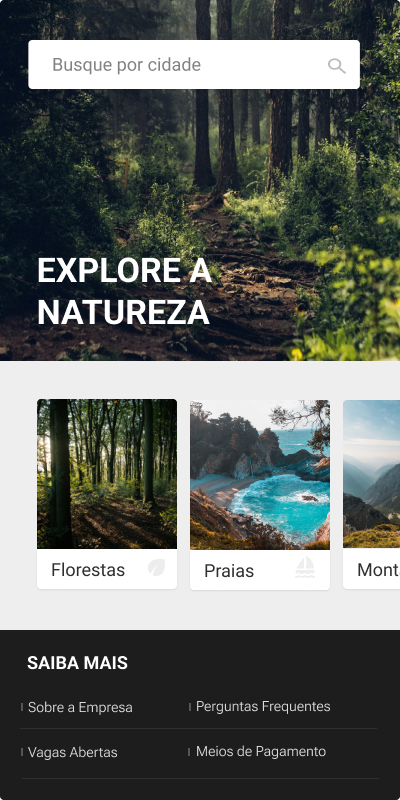 Busque por cidade
EXPLORE A
NATUREZA
Florestas
Praias
Mont
SAIBA MAIS
Sobre a Empresa
Perguntas Frequentes
Vagas Abertas
Meios de Pagamento